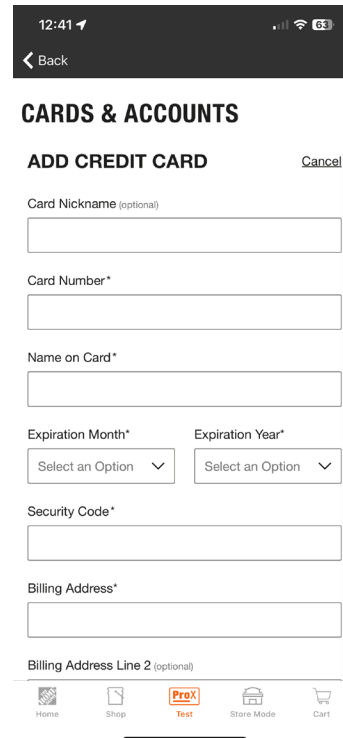 12:41 63
Back
CARDS & ACCOUNTS
ADD CREDIT CARD Cancel
Card Nickname (optional)
Card Number*
Name on Card*
Expiration Month* Expiration Year*
Select an Option Select an Option
Security Code*
Billing Address*
Billing Address Line 2 (optional)
ProX
Home Shop Test Store Mode Cart